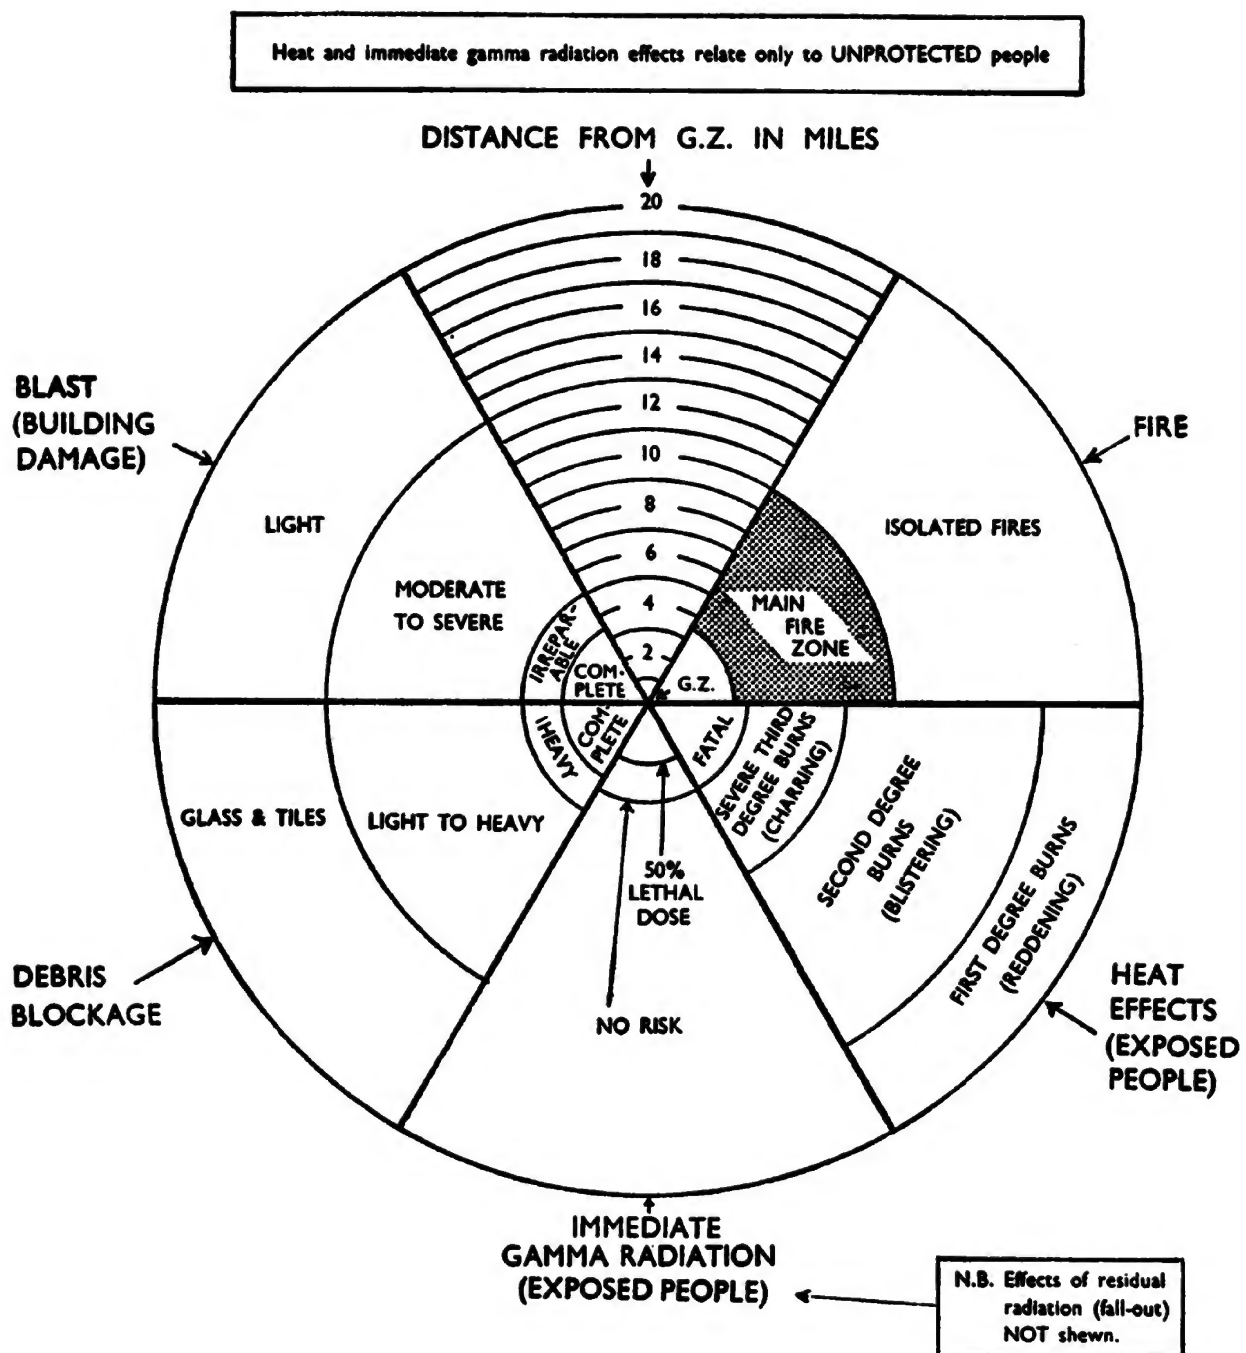 Heat and immediate gamma radiation effects relate only to UNPROTECTED people
DISTANCE FROM G.Z. IN MILES
20
18
16
14
12
10
8
6
4
2
G.Z.
BLAST
(BUILDING
DAMAGE)
LIGHT
MODERATE
TO SEVERE
IRREPAR-
ABLE
COM-
PLETE
FIRE
ISOLATED FIRES
MAIN
FIRE
ZONE
COM-
PLETE
HEAVY
LIGHT TO HEAVY
GLASS & TILES
DEBRIS
BLOCKAGE
FATAL
SEVERE THIRD
DEGREE BURNS
(CHARRING)
SECOND DEGREE
BURNS
(BLISTERING)
FIRST DEGREE BURNS
(REDDENING)
HEAT
EFFECTS
(EXPOSED
PEOPLE)
50%
LETHAL
DOSE
NO RISK
IMMEDIATE
GAMMA RADIATION
(EXPOSED PEOPLE)
N.B. Effects of residual
radiation (fall-out)
NOT shewn.